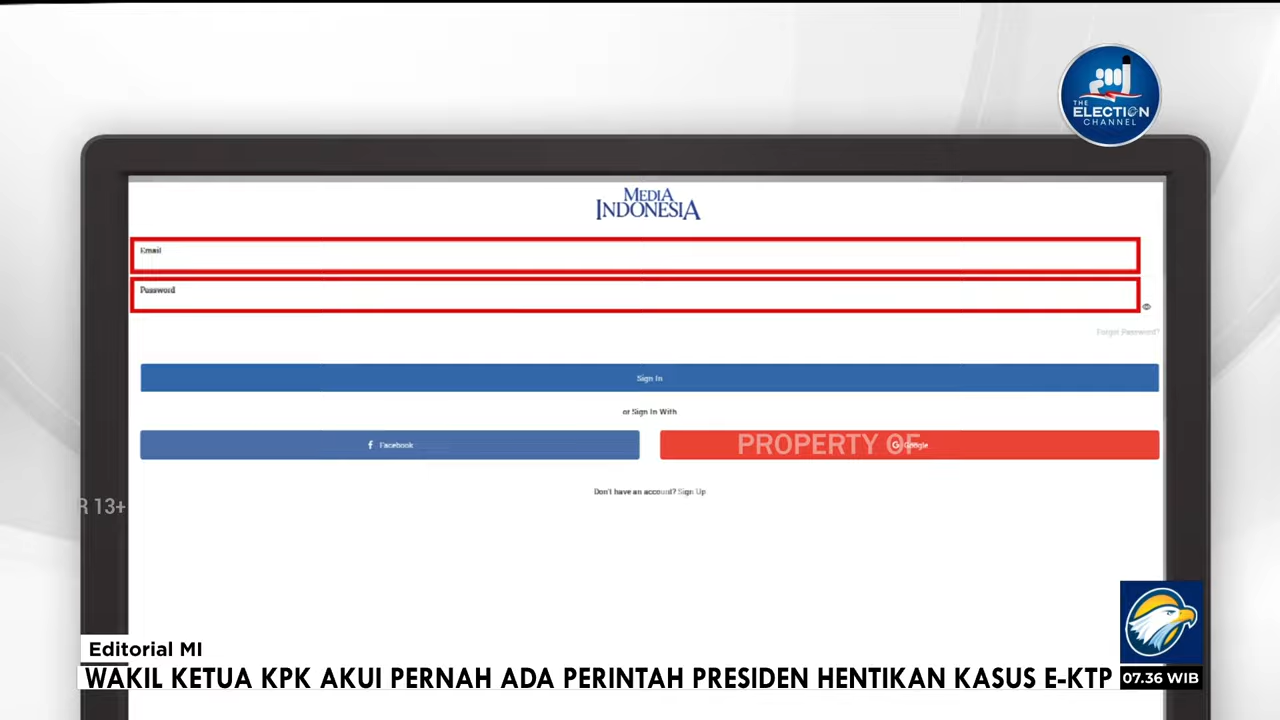 THE
ELECTION
CHANNEL
MEDIA
INDONESIA
Email
Password
Forgot Password?
Sign In
or Sign In With
f Facebook
PROPERTY OF
G Google
Don't have an account? Sign Up
R 13+
Editorial MI
WAKIL KETUA KPK AKUI PERNAH ADA PERINTAH PRESIDEN HENTIKAN KASUS E-KTP
07.36 WIB